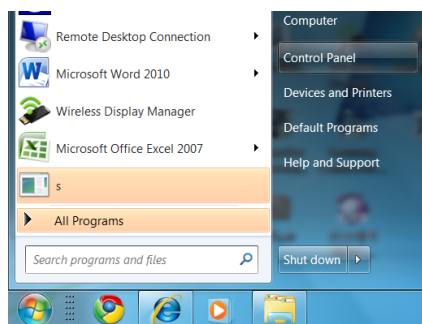 Remote Desktop Connection
Microsoft Word 2010
Wireless Display Manager
Microsoft Office Excel 2007
s
All Programs
Search programs and files
Computer
Control Panel
Devices and Printers
Default Programs
Help and Support
Shut down